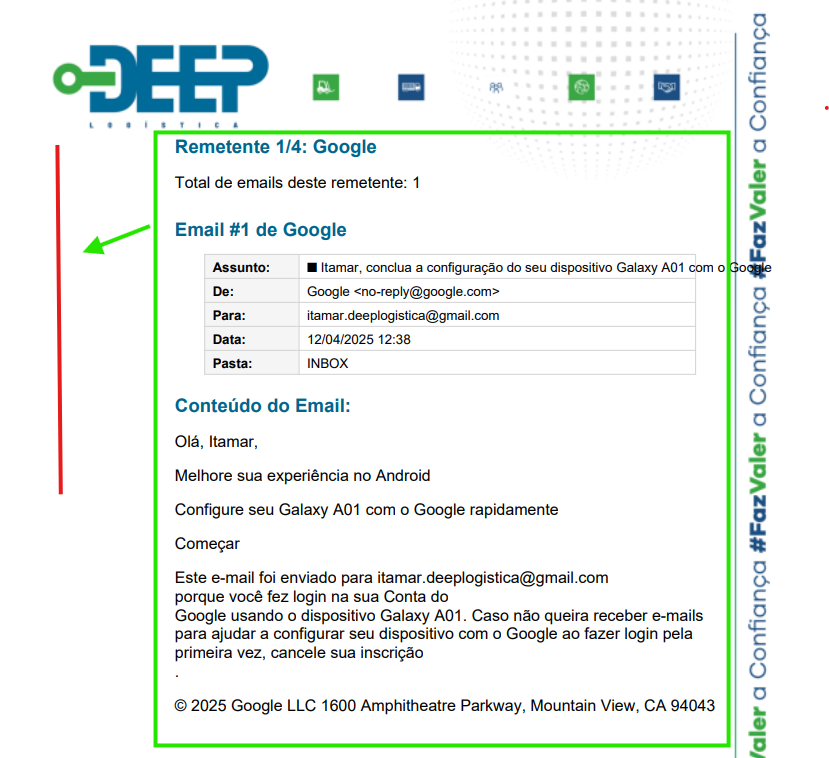 DEEP
LOGÍSTICA
Remetente 1/4: Google
Total de emails deste remetente: 1
Email #1 de Google
Assunto: ■ Itamar, conclua a configuração do seu dispositivo Galaxy A01 com o Google
De: Google <no-reply@google.com>
Para: itamar.deeplogistica@gmail.com
Data: 12/04/2025 12:38
Pasta: INBOX
Conteúdo do Email:
Olá, Itamar,
Melhore sua experiência no Android
Configure seu Galaxy A01 com o Google rapidamente
Começar
Este e-mail foi enviado para itamar.deeplogistica@gmail.com
porque você fez login na sua Conta do
Google usando o dispositivo Galaxy A01. Caso não queira receber e-mails
para ajudar a configurar seu dispositivo com o Google ao fazer login pela
primeira vez, cancele sua inscrição
.
© 2025 Google LLC 1600 Amphitheatre Parkway, Mountain View, CA 94043
aler a Confiança #FazValer a Confiança #FazValer a Confiança